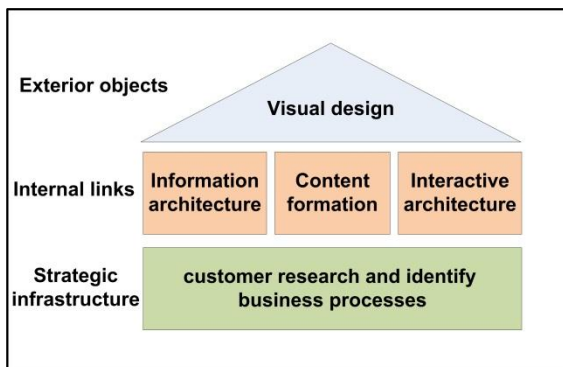 Exterior objects
Visual design
Internal links
Information
architecture
Content
formation
Interactive
architecture
Strategic
infrastructure
customer research and identify
business processes